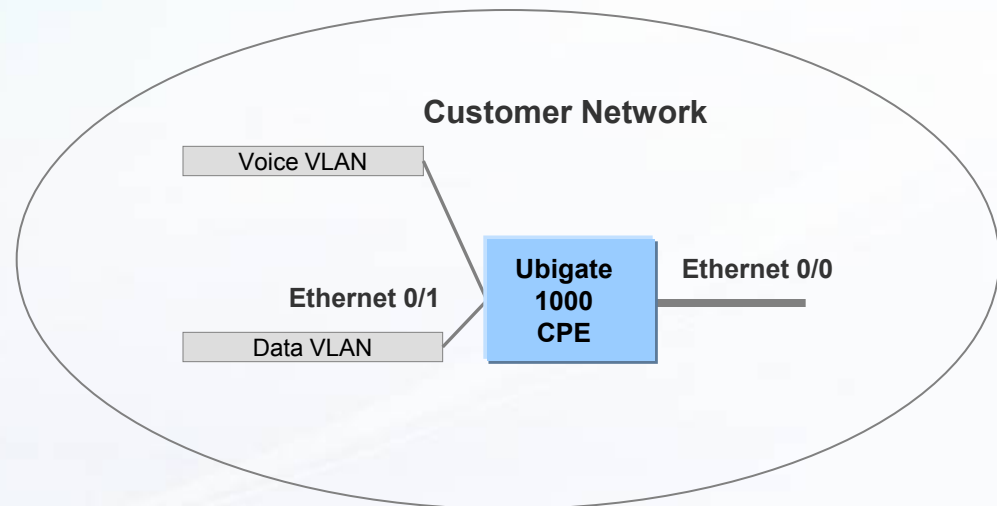 Customer Network
Voice VLAN
Ubigate
1000
CPE
Ethernet 0/0
Ethernet 0/1
Data VLAN